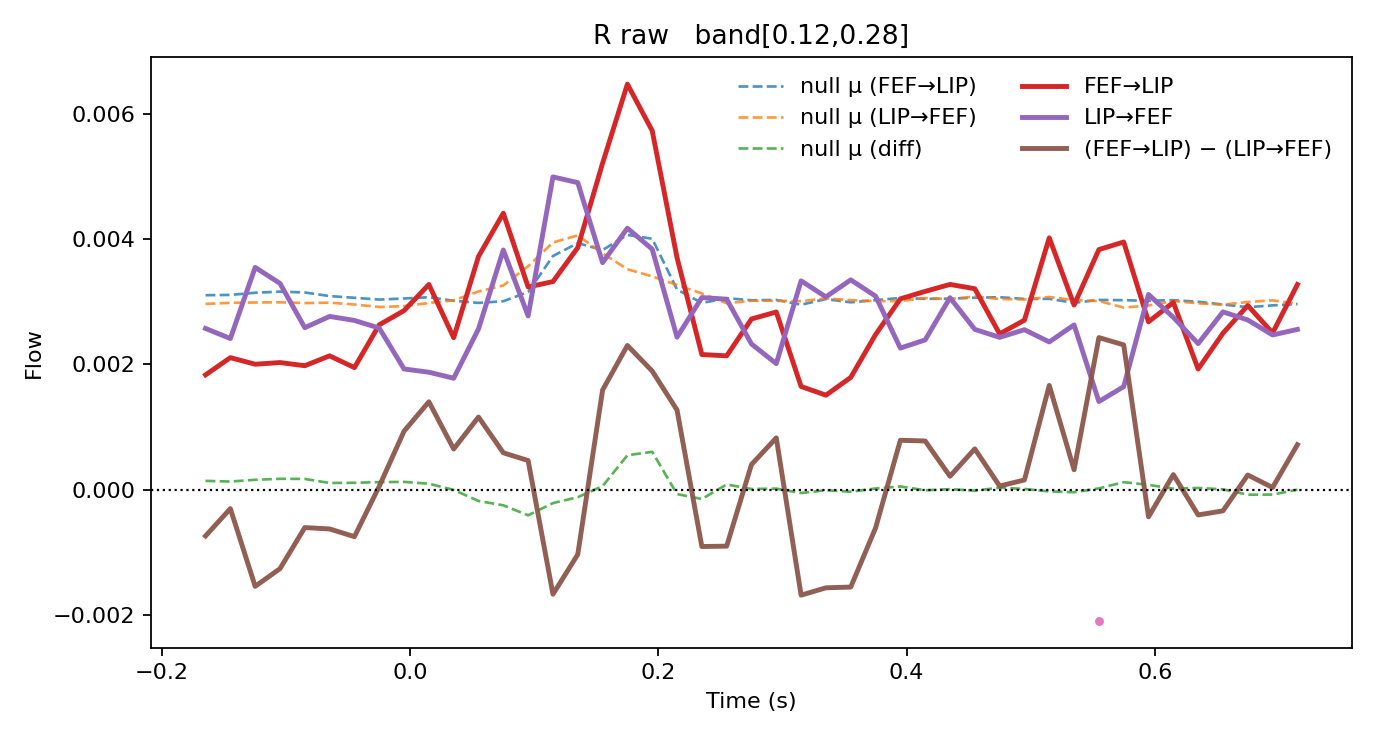 R raw   band[0.12,0.28]
null μ (FEF→LIP)
null μ (LIP→FEF)
null μ (diff)
FEF→LIP
LIP→FEF
(FEF→LIP) − (LIP→FEF)
Flow
0.006
0.004
0.002
0.000
−0.002
−0.2
0.0
0.2
0.4
0.6
Time (s)